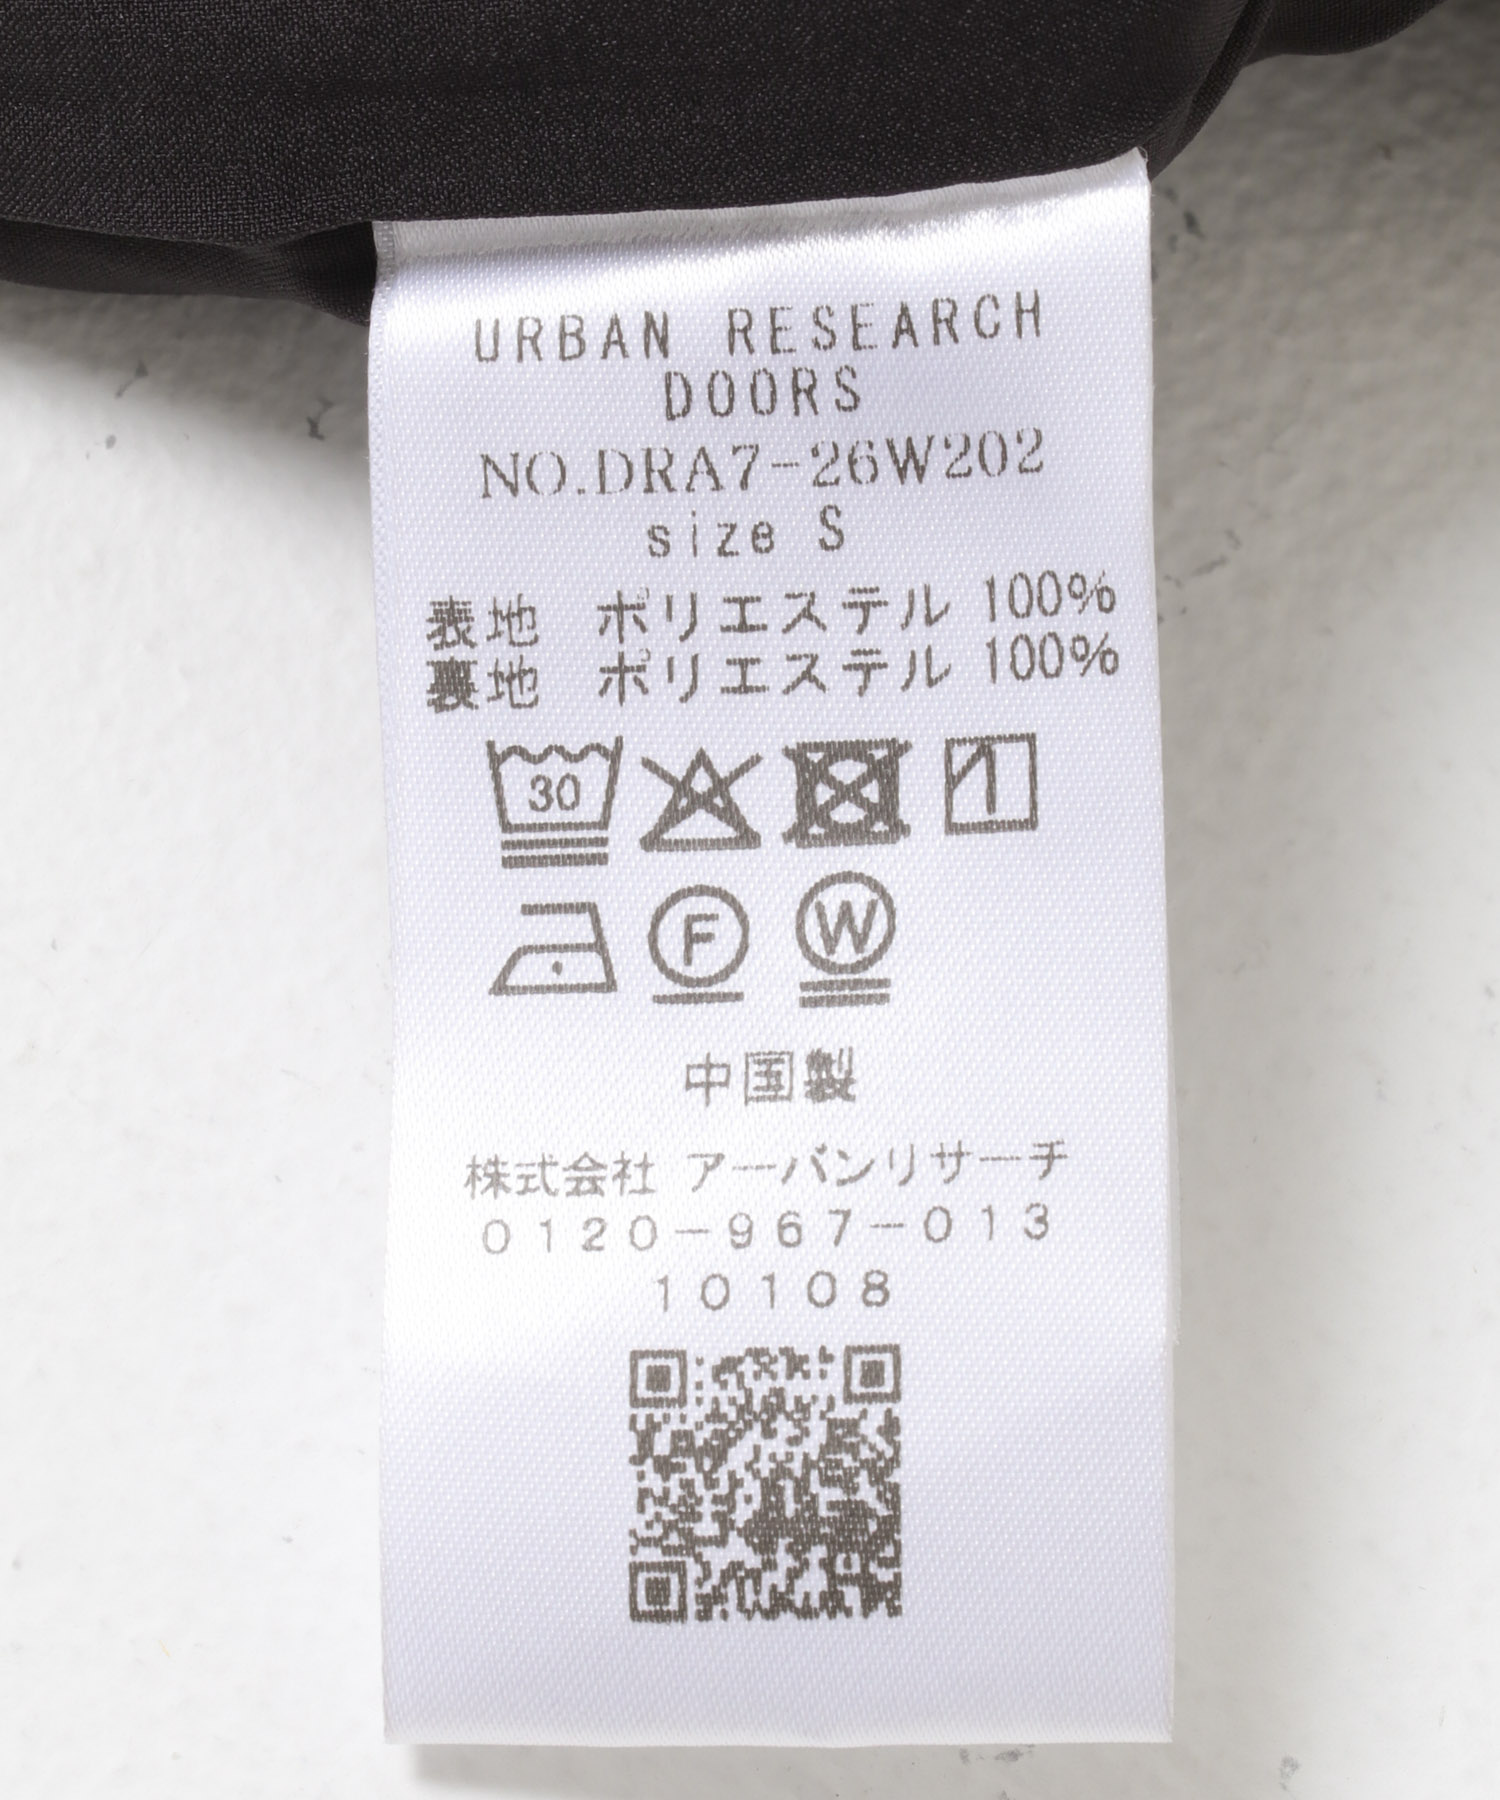 URBAN RESEARCH
DOORS
NO.DRA7-26W202
size S
表地 ポリエステル 100%
裏地 ポリエステル 100%
30
F W
中国製
株式会社 アーバンリサーチ
0120-967-013
10108